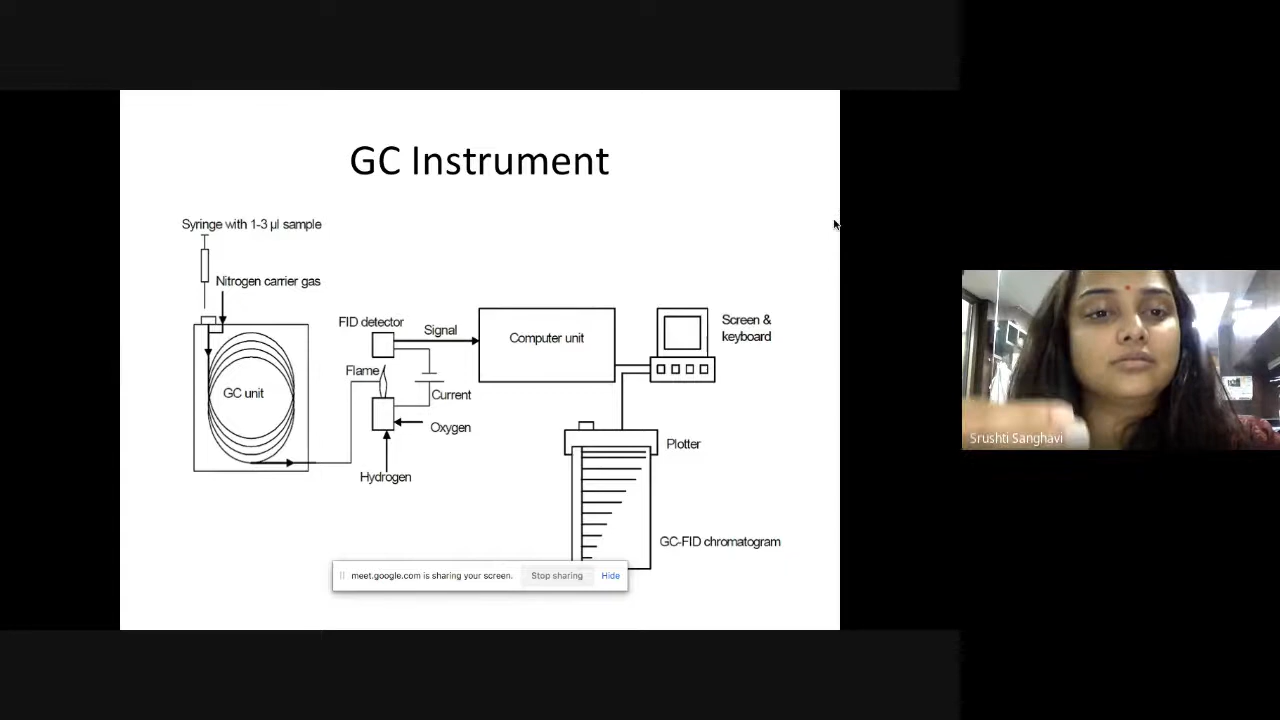 GC Instrument
Syringe with 1-3 µl sample
Nitrogen carrier gas
FID detector
Signal
Computer unit
Screen &
keyboard
Flame
GC unit
Current
Oxygen
Plotter
Hydrogen
GC-FID chromatogram
meet.google.com is sharing your screen.
Stop sharing
Hide
Srushti Sanghavi